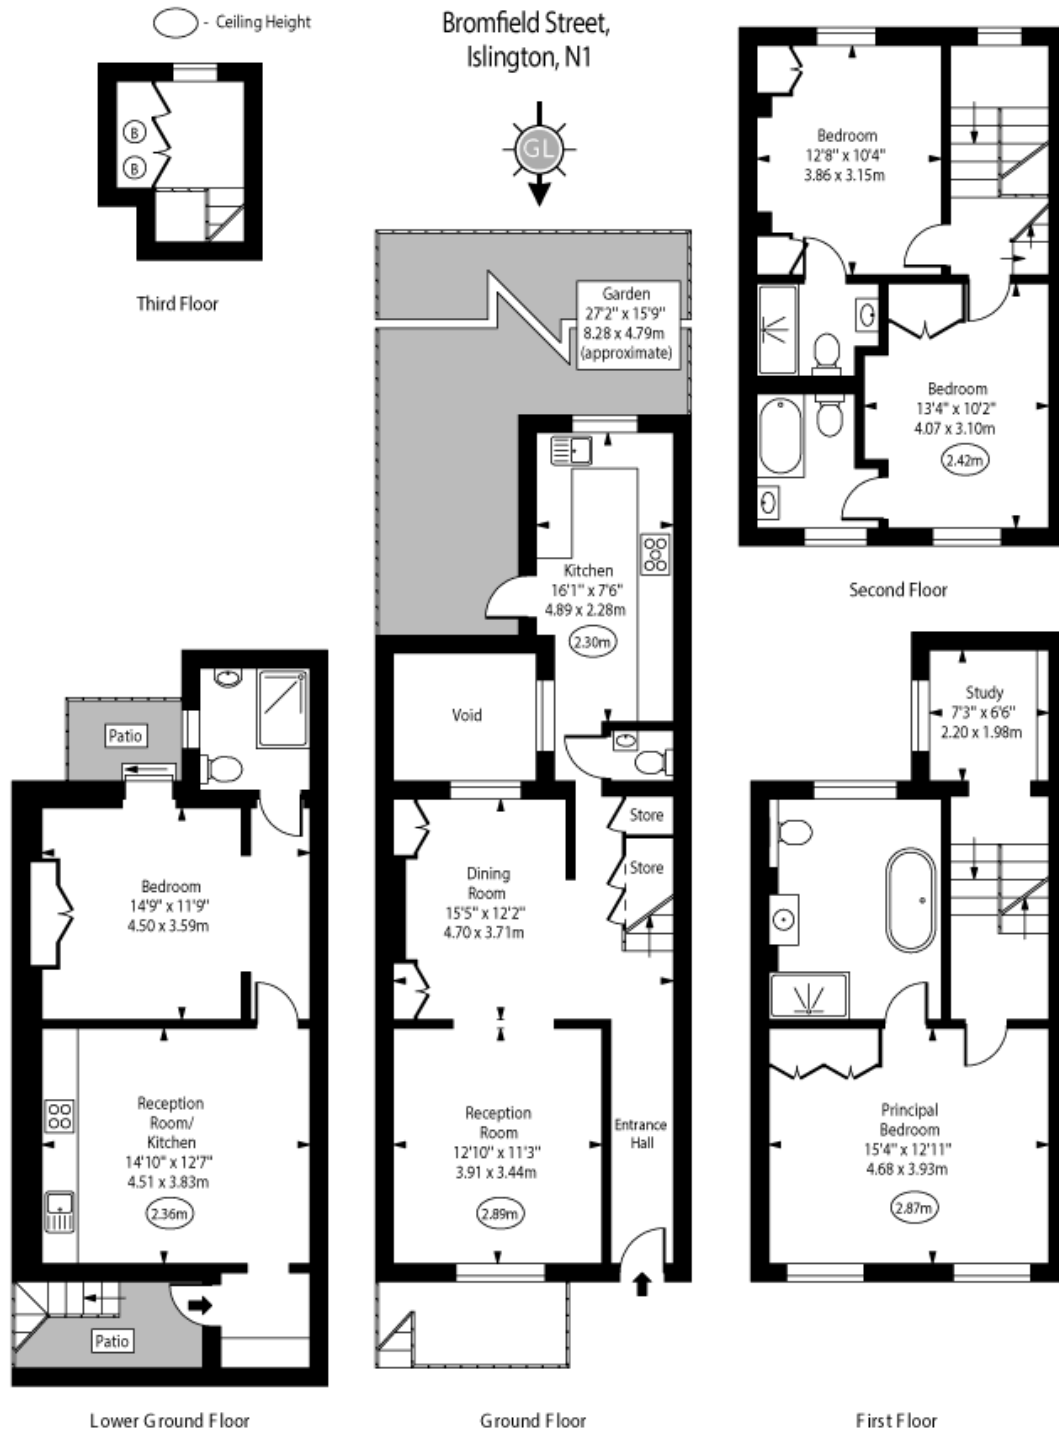 - Ceiling Height
Bromfield Street,
Islington, N1
GL
B
B
Third Floor
Garden
27'2" x 15'9"
8.28 x 4.79m
(approximate)
Kitchen
16'1" x 7'6"
4.89 x 2.28m
2.30m
Void
Store
Store
Dining
Room
15'5" x 12'2"
4.70 x 3.71m
Reception
Room
12'10" x 11'3"
3.91 x 3.44m
2.89m
Entrance
Hall
Ground Floor
Bedroom
12'8" x 10'4"
3.86 x 3.15m
Bedroom
13'4" x 10'2"
4.07 x 3.10m
2.42m
Second Floor
Patio
Bedroom
14'9" x 11'9"
4.50 x 3.59m
Reception
Room/
Kitchen
14'10" x 12'7"
4.51 x 3.83m
2.36m
Patio
Lower Ground Floor
Study
7'3" x 6'6"
2.20 x 1.98m
Principal
Bedroom
15'4" x 12'11"
4.68 x 3.93m
2.87m
First Floor